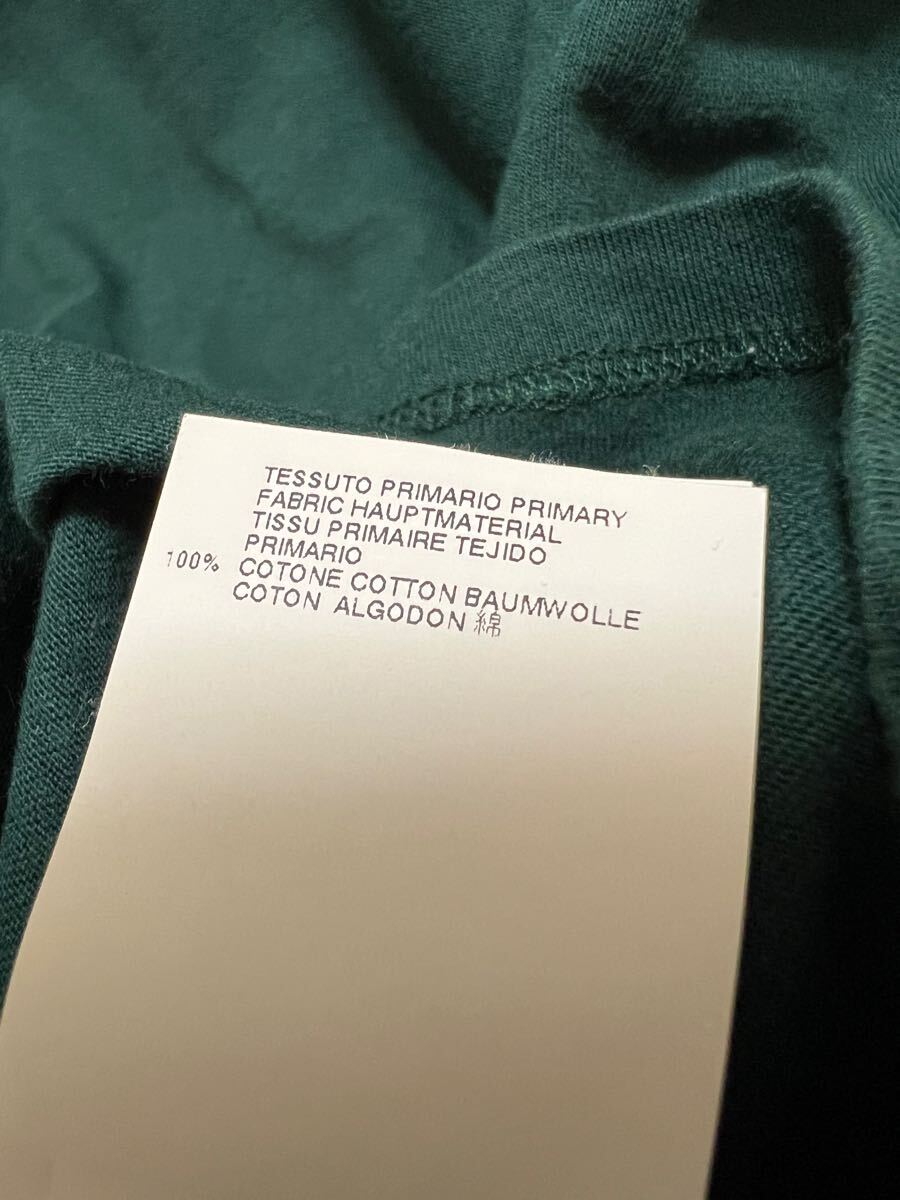 TESSUTO PRIMARIO PRIMARY
FABRIC HAUPTMATERIAL
TISSU PRIMAIRE TEJIDO
PRIMARIO
100% COTONE COTTON BAUMWOLLE
COTON ALGODON 綿